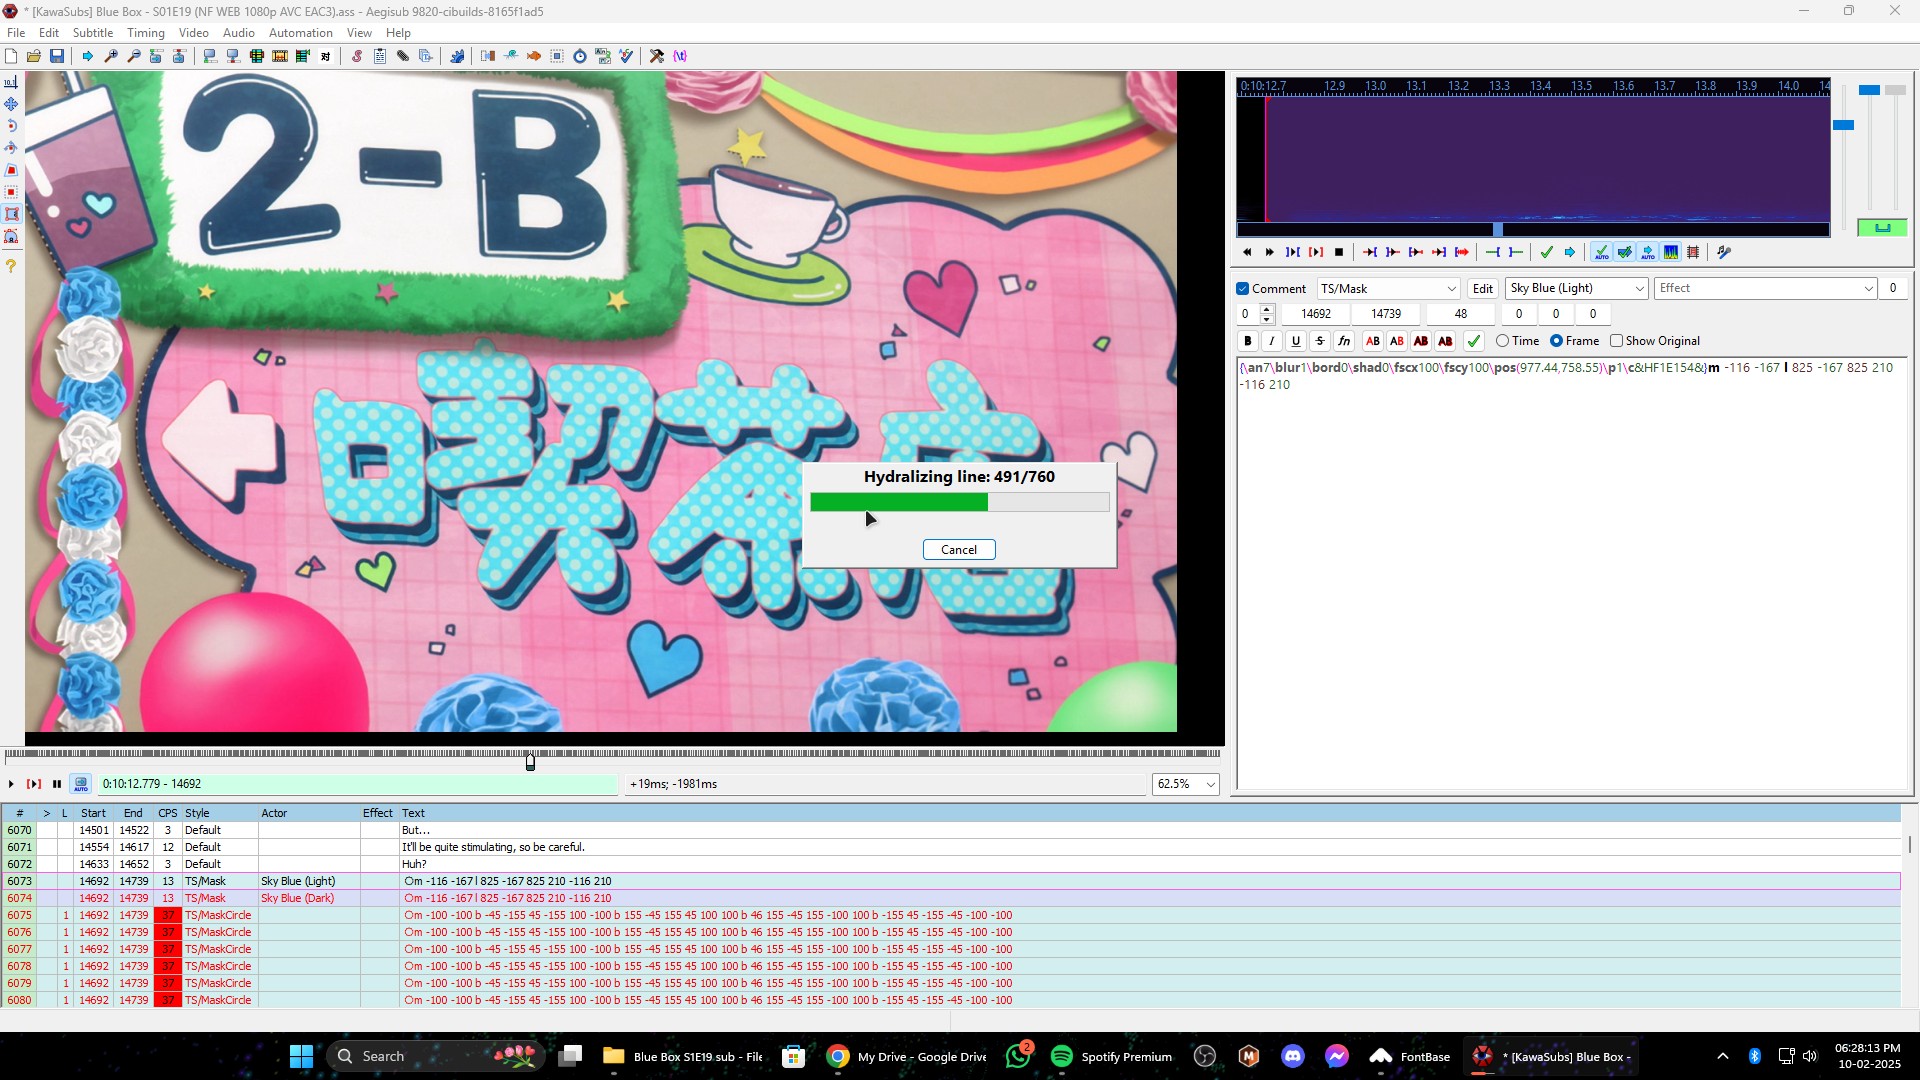 * [KawaSubs] Blue Box - S01E19 (NF WEB 1080p AVC EAC3).ass - Aegisub 9820-cibuilds-8165f1ad5
File Edit Subtitle Timing Video Audio Automation View Help
2-B
喫茶店
Hydralizing line: 491/760
Cancel
0:10:12.7 12.9 13.0 13.1 13.2 13.3 13.4 13.5 13.6 13.7 13.8 13.9 14.0 14
Comment TS/Mask Edit Sky Blue (Light) Effect 0
0 14692 14739 48 0 0 0
B I U S fn AB AB AB AB Time Frame Show Original
{\an7\blur1\bord0\shad0\fscx100\fscy100\pos(977.44,758.55)\p1\c&HF1E154&}m -116 -167 l 825 -167 825 210
-116 210
0:10:12.779 - 14692 +19ms; -1981ms 62.5%
# > L Start End CPS Style Actor Effect Text
6070 14501 14522 3 Default But...
6071 14554 14617 12 Default It'll be quite stimulating, so be careful.
6072 14633 14652 3 Default Huh?
6073 14692 14739 13 TS/Mask Sky Blue (Light) Om -116 -167 l 825 -167 825 210 -116 210
6074 14692 14739 13 TS/Mask Sky Blue (Dark) Om -116 -167 l 825 -167 825 210 -116 210
6075 1 14692 14739 37 TS/MaskCircle Om -100 -100 b -45 -155 45 -155 100 -100 b 155 -45 155 45 100 100 b 46 155 -45 155 -100 100 b -155 45 -155 -45 -100 -100
6076 1 14692 14739 37 TS/MaskCircle Om -100 -100 b -45 -155 45 -155 100 -100 b 155 -45 155 45 100 100 b 46 155 -45 155 -100 100 b -155 45 -155 -45 -100 -100
6077 1 14692 14739 37 TS/MaskCircle Om -100 -100 b -45 -155 45 -155 100 -100 b 155 -45 155 45 100 100 b 46 155 -45 155 -100 100 b -155 45 -155 -45 -100 -100
6078 1 14692 14739 37 TS/MaskCircle Om -100 -100 b -45 -155 45 -155 100 -100 b 155 -45 155 45 100 100 b 46 155 -45 155 -100 100 b -155 45 -155 -45 -100 -100
6079 1 14692 14739 37 TS/MaskCircle Om -100 -100 b -45 -155 45 -155 100 -100 b 155 -45 155 45 100 100 b 46 155 -45 155 -100 100 b -155 45 -155 -45 -100 -100
6080 1 14692 14739 37 TS/MaskCircle Om -100 -100 b -45 -155 45 -155 100 -100 b 155 -45 155 45 100 100 b 46 155 -45 155 -100 100 b -155 45 -155 -45 -100 -100
Search Blue Box S1E19 sub - File My Drive - Google Drive 2 Spotify Premium FontBase * [KawaSubs] Blue Box - 06:28:13 PM
10-02-2025